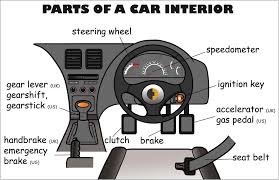 PARTS OF A CAR INTERIOR
steering wheel
speedometer
gear lever (UK)
gearshift,
gearstick (US)
ignition key
accelerator (UK)
gas pedal (US)
handbrake (UK)
emergency
brake (US)
clutch
brake
seat belt